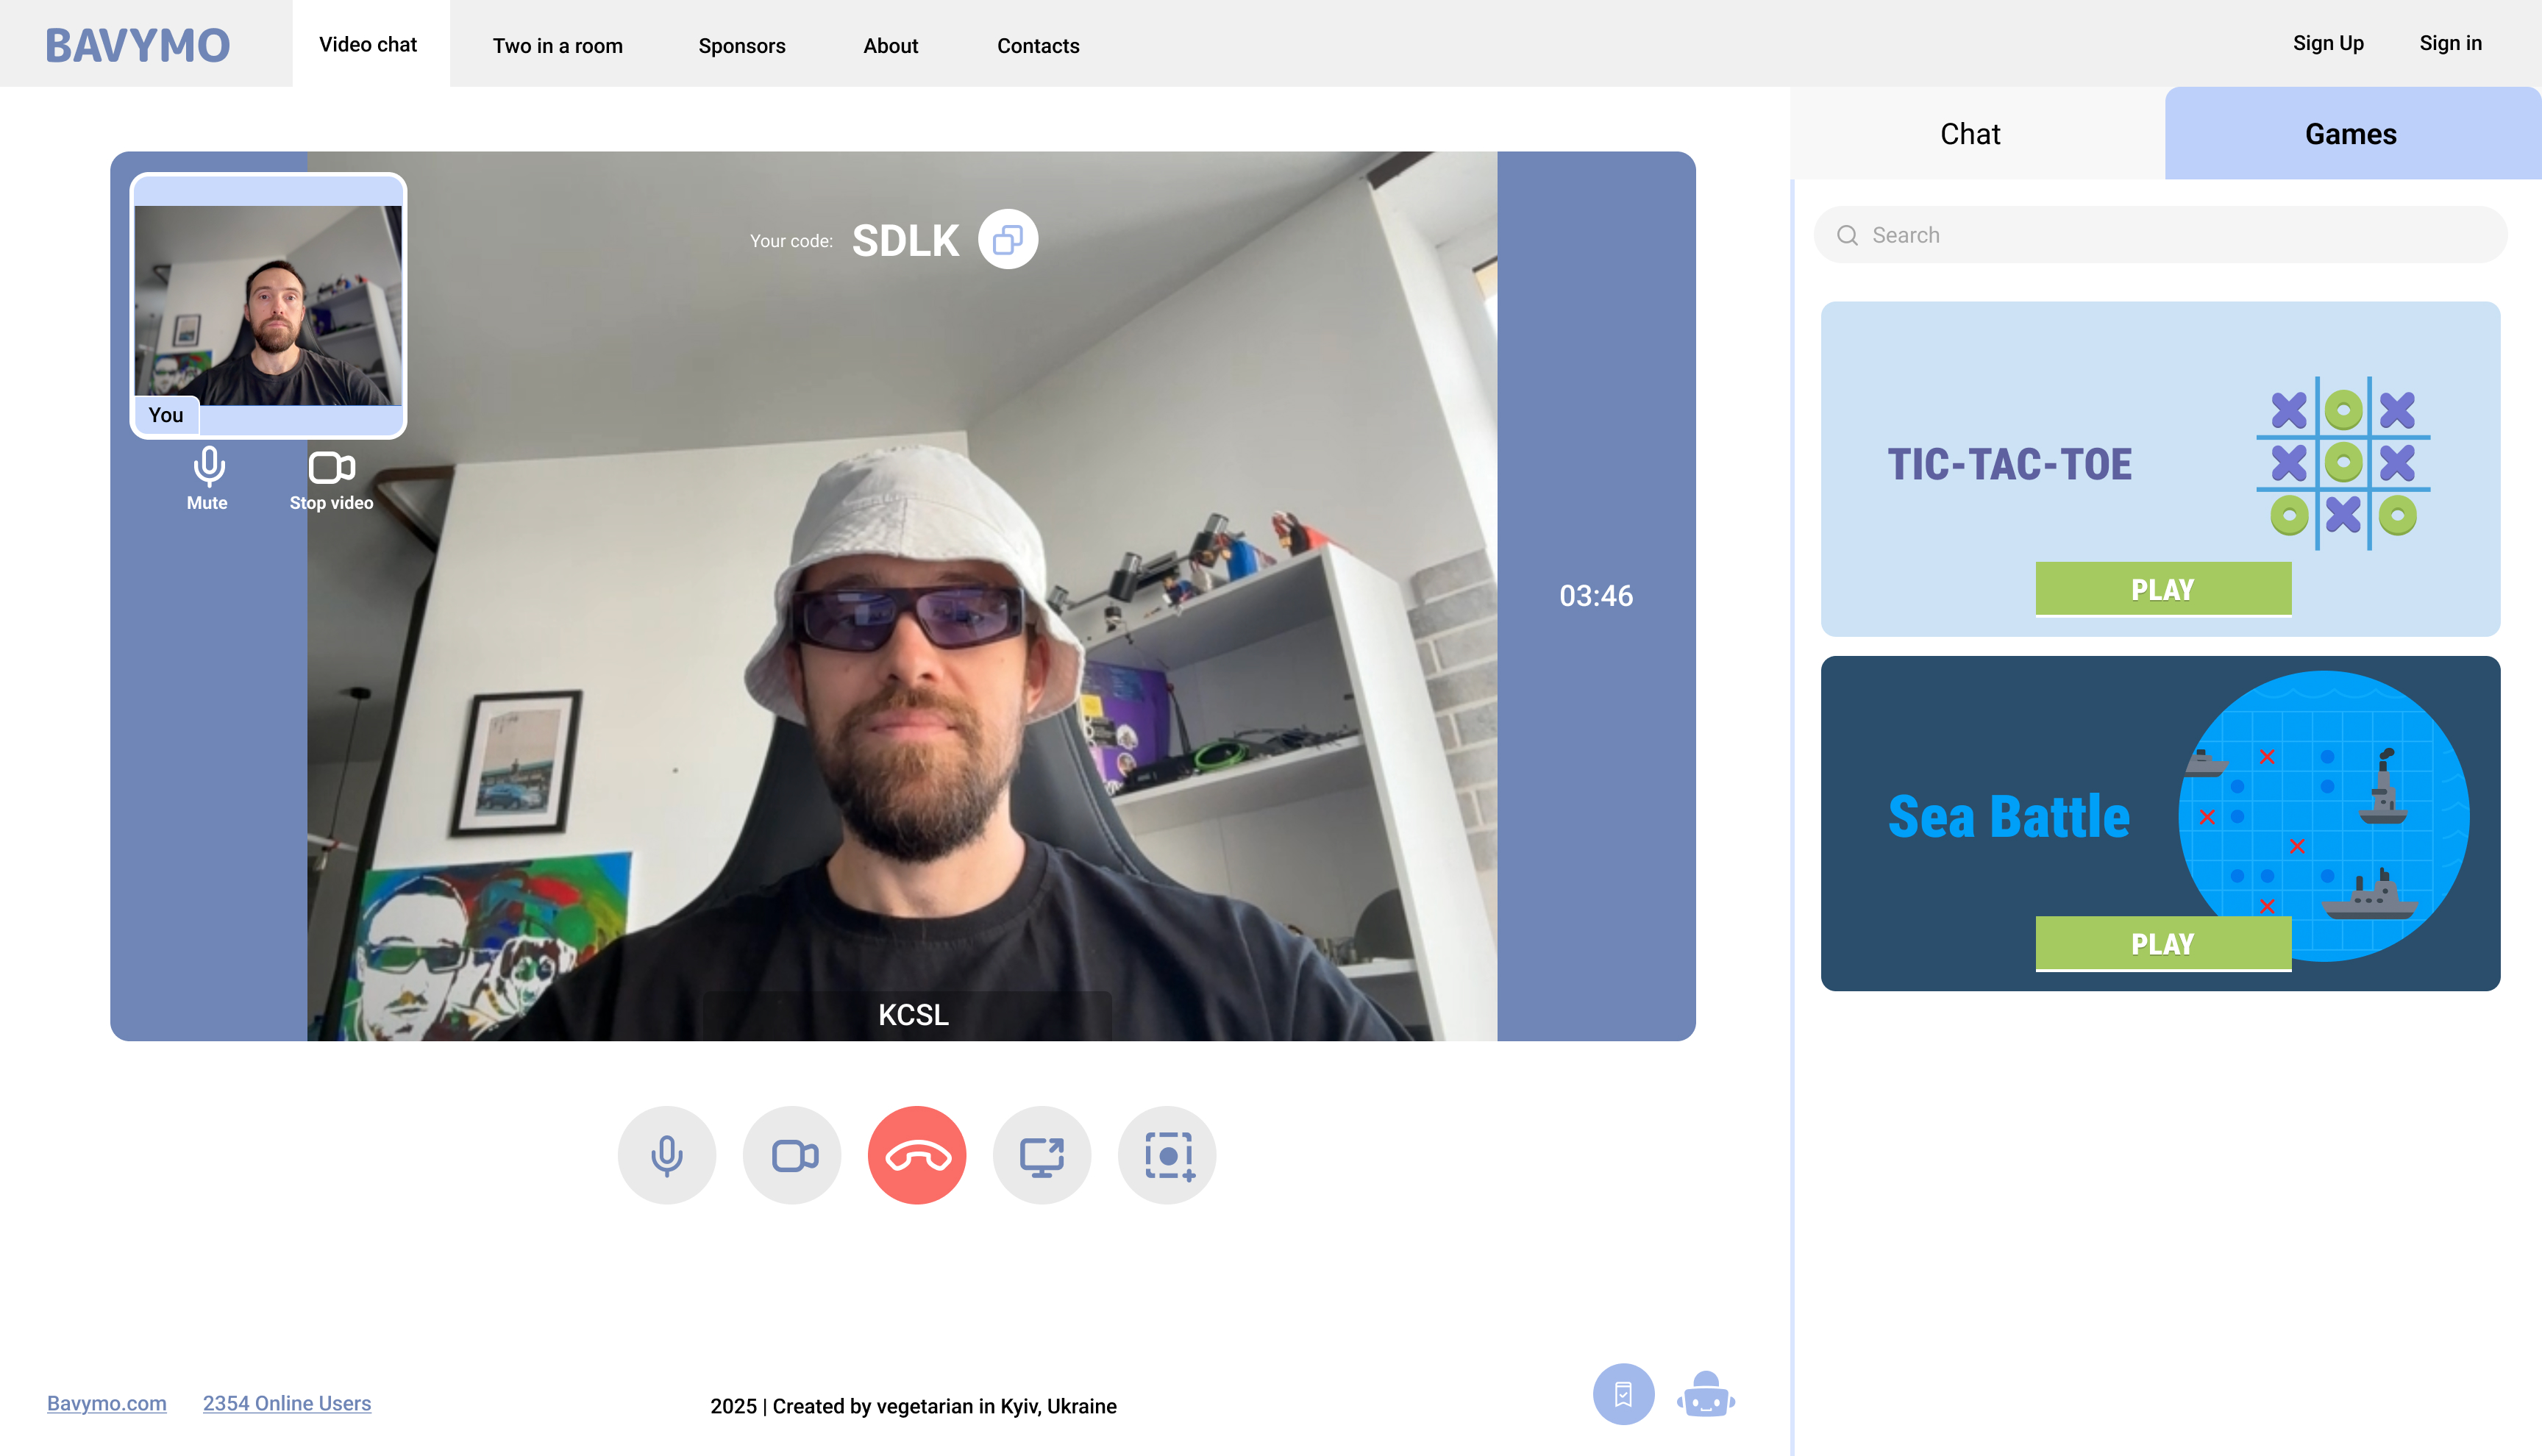 BAVYMO
Video chat
Two in a room
Sponsors
About
Contacts
Sign Up
Sign in
Chat
Games
Your code: SDLK
Search
You
Mute
Stop video
03:46
KCSL
TIC-TAC-TOE
PLAY
Sea Battle
PLAY
Bavymo.com
2354 Online Users
2025 | Created by vegetarian in Kyiv, Ukraine